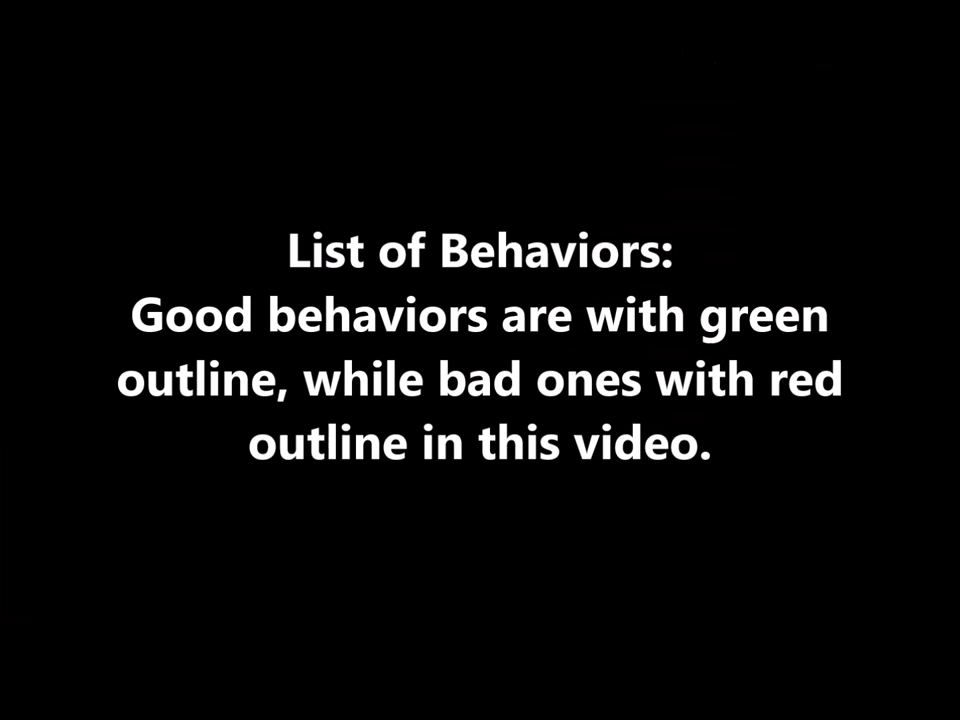 List of Behaviors:
Good behaviors are with green
outline, while bad ones with red
outline in this video.